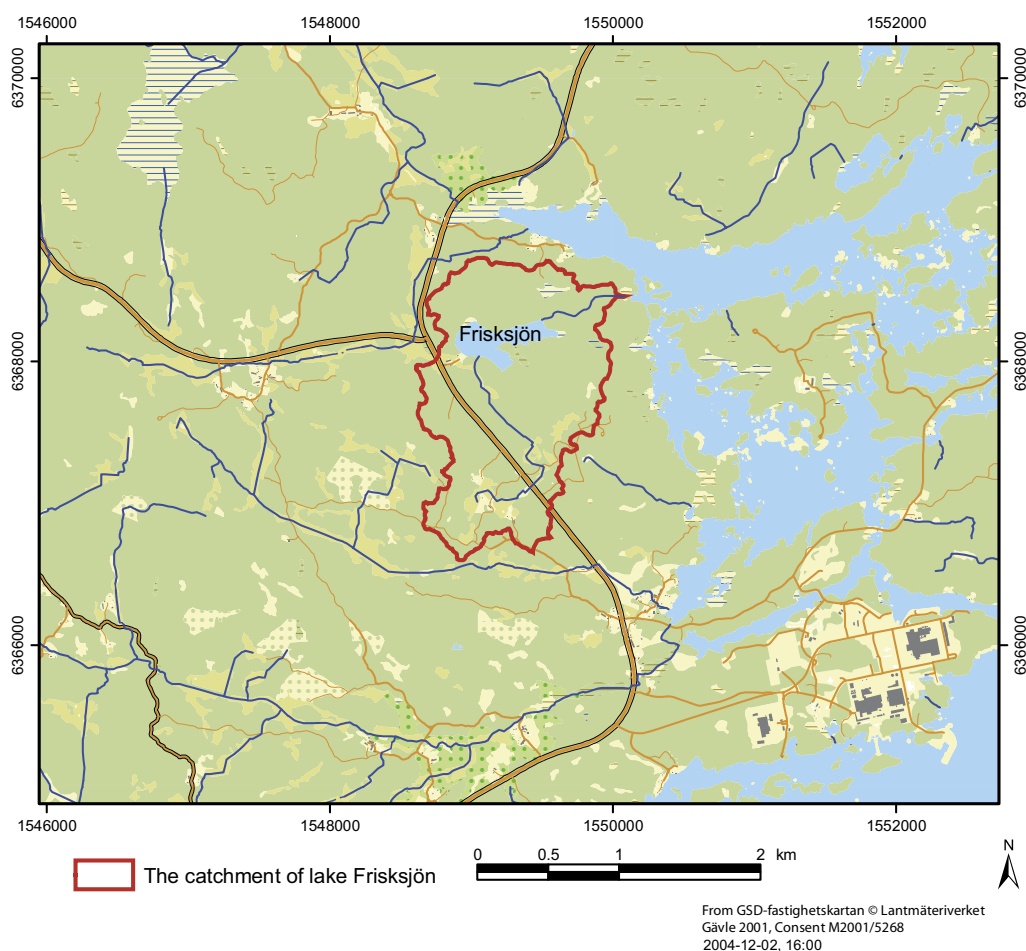 1546000 1548000 1550000 1552000
6370000 6370000
Frisksjön
6368000 6368000
6366000 6366000
1546000 1548000 1550000 1552000
The catchment of lake Frisksjön
0 0.5 1 2 km
N
From GSD-fastighetskartan © Lantmäteriverket
Gävle 2001, Consent M2001/5268
2004-12-02, 16:00